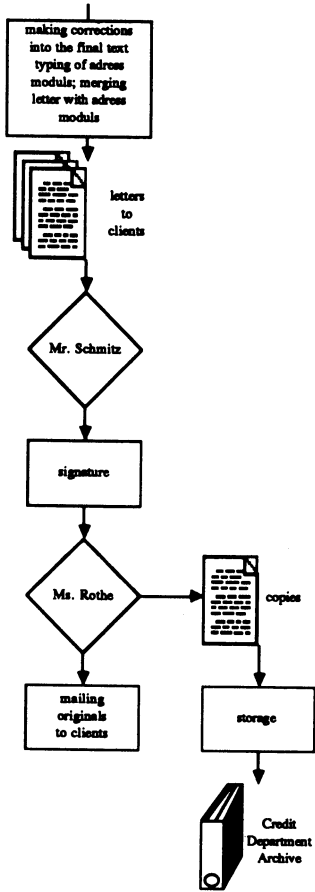 making corrections
into the final text
typing of adress
moduls; merging
letter with adress
moduls
letters
to
clients
Mr. Schmitz
signature
Ms. Rothe
copies
mailing
originals
to clients
storage
Credit
Department
Archive